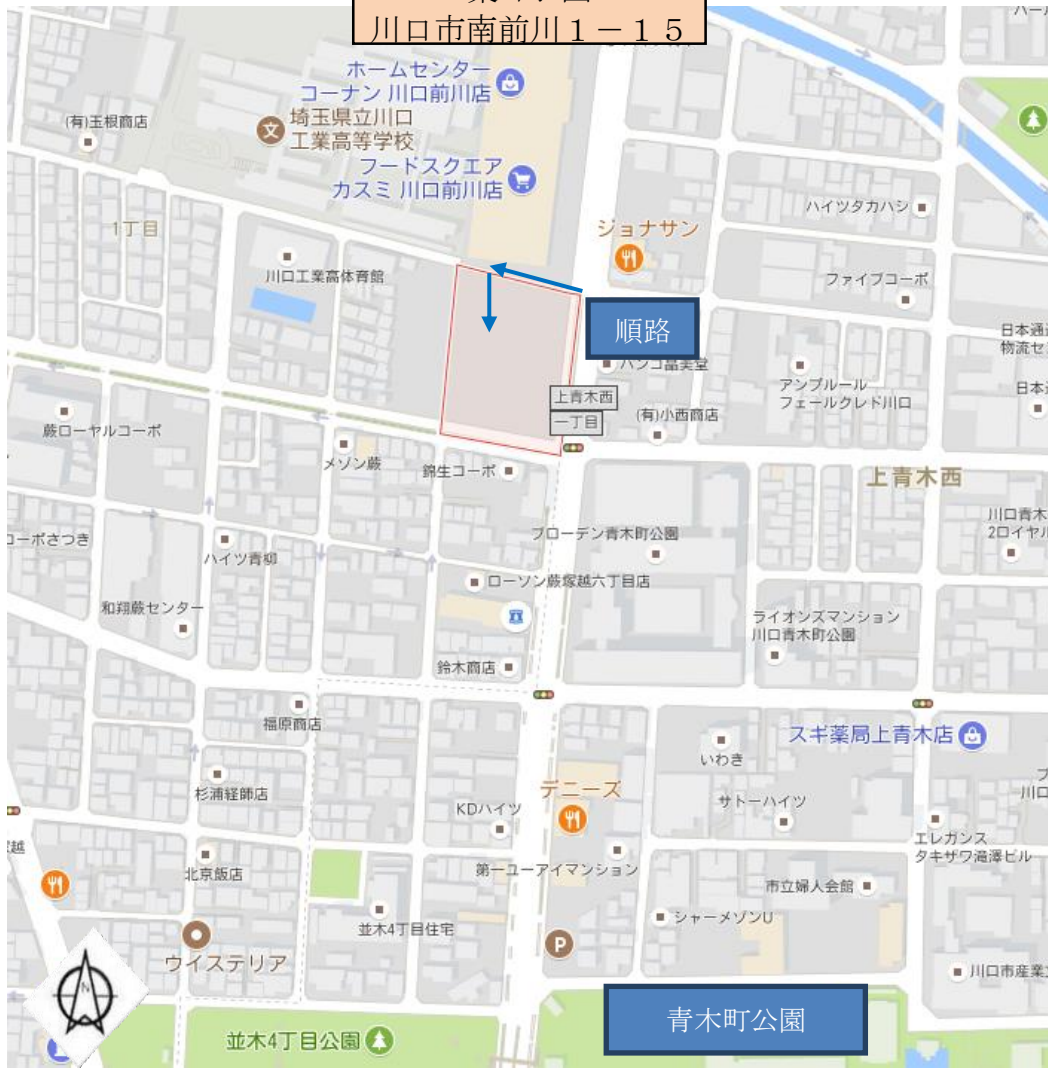 川口市南前川１－１５
ホームセンター
コーナン 川口前川店
(有)玉根商店
埼玉県立川口
工業高等学校
フードスクエア
カスミ 川口前川店
ハイツタカハシ
1丁目
ジョナサン
川口工業高体育館
ファイブコーポ
順路
ハンコ晶美堂
アンブルール
フェールクレド川口
日本通
物流セ
日本
上青木西
一丁目
(有)小西商店
蕨ローヤルコーポ
メゾン蕨
錦生コーポ
上青木西
川口青木
2ロイヤル
コーポさつき
ハイツ青柳
ブローデン青木町公園
ローソン蕨塚越六丁目店
和翔蕨センター
ライオンズマンション
川口青木町公園
鈴木商店
福原商店
スギ薬局上青木店
いわき
杉浦経師店
デニーズ
KDハイツ
サトーハイツ
川口
エレガンス
タキザワ滝澤ビル
越
北京飯店
第一ユーアイマンション
市立婦人会館
並木4丁目住宅
シャーメゾンU
P
ウイステリア
川口市産業
N
青木町公園
並木4丁目公園